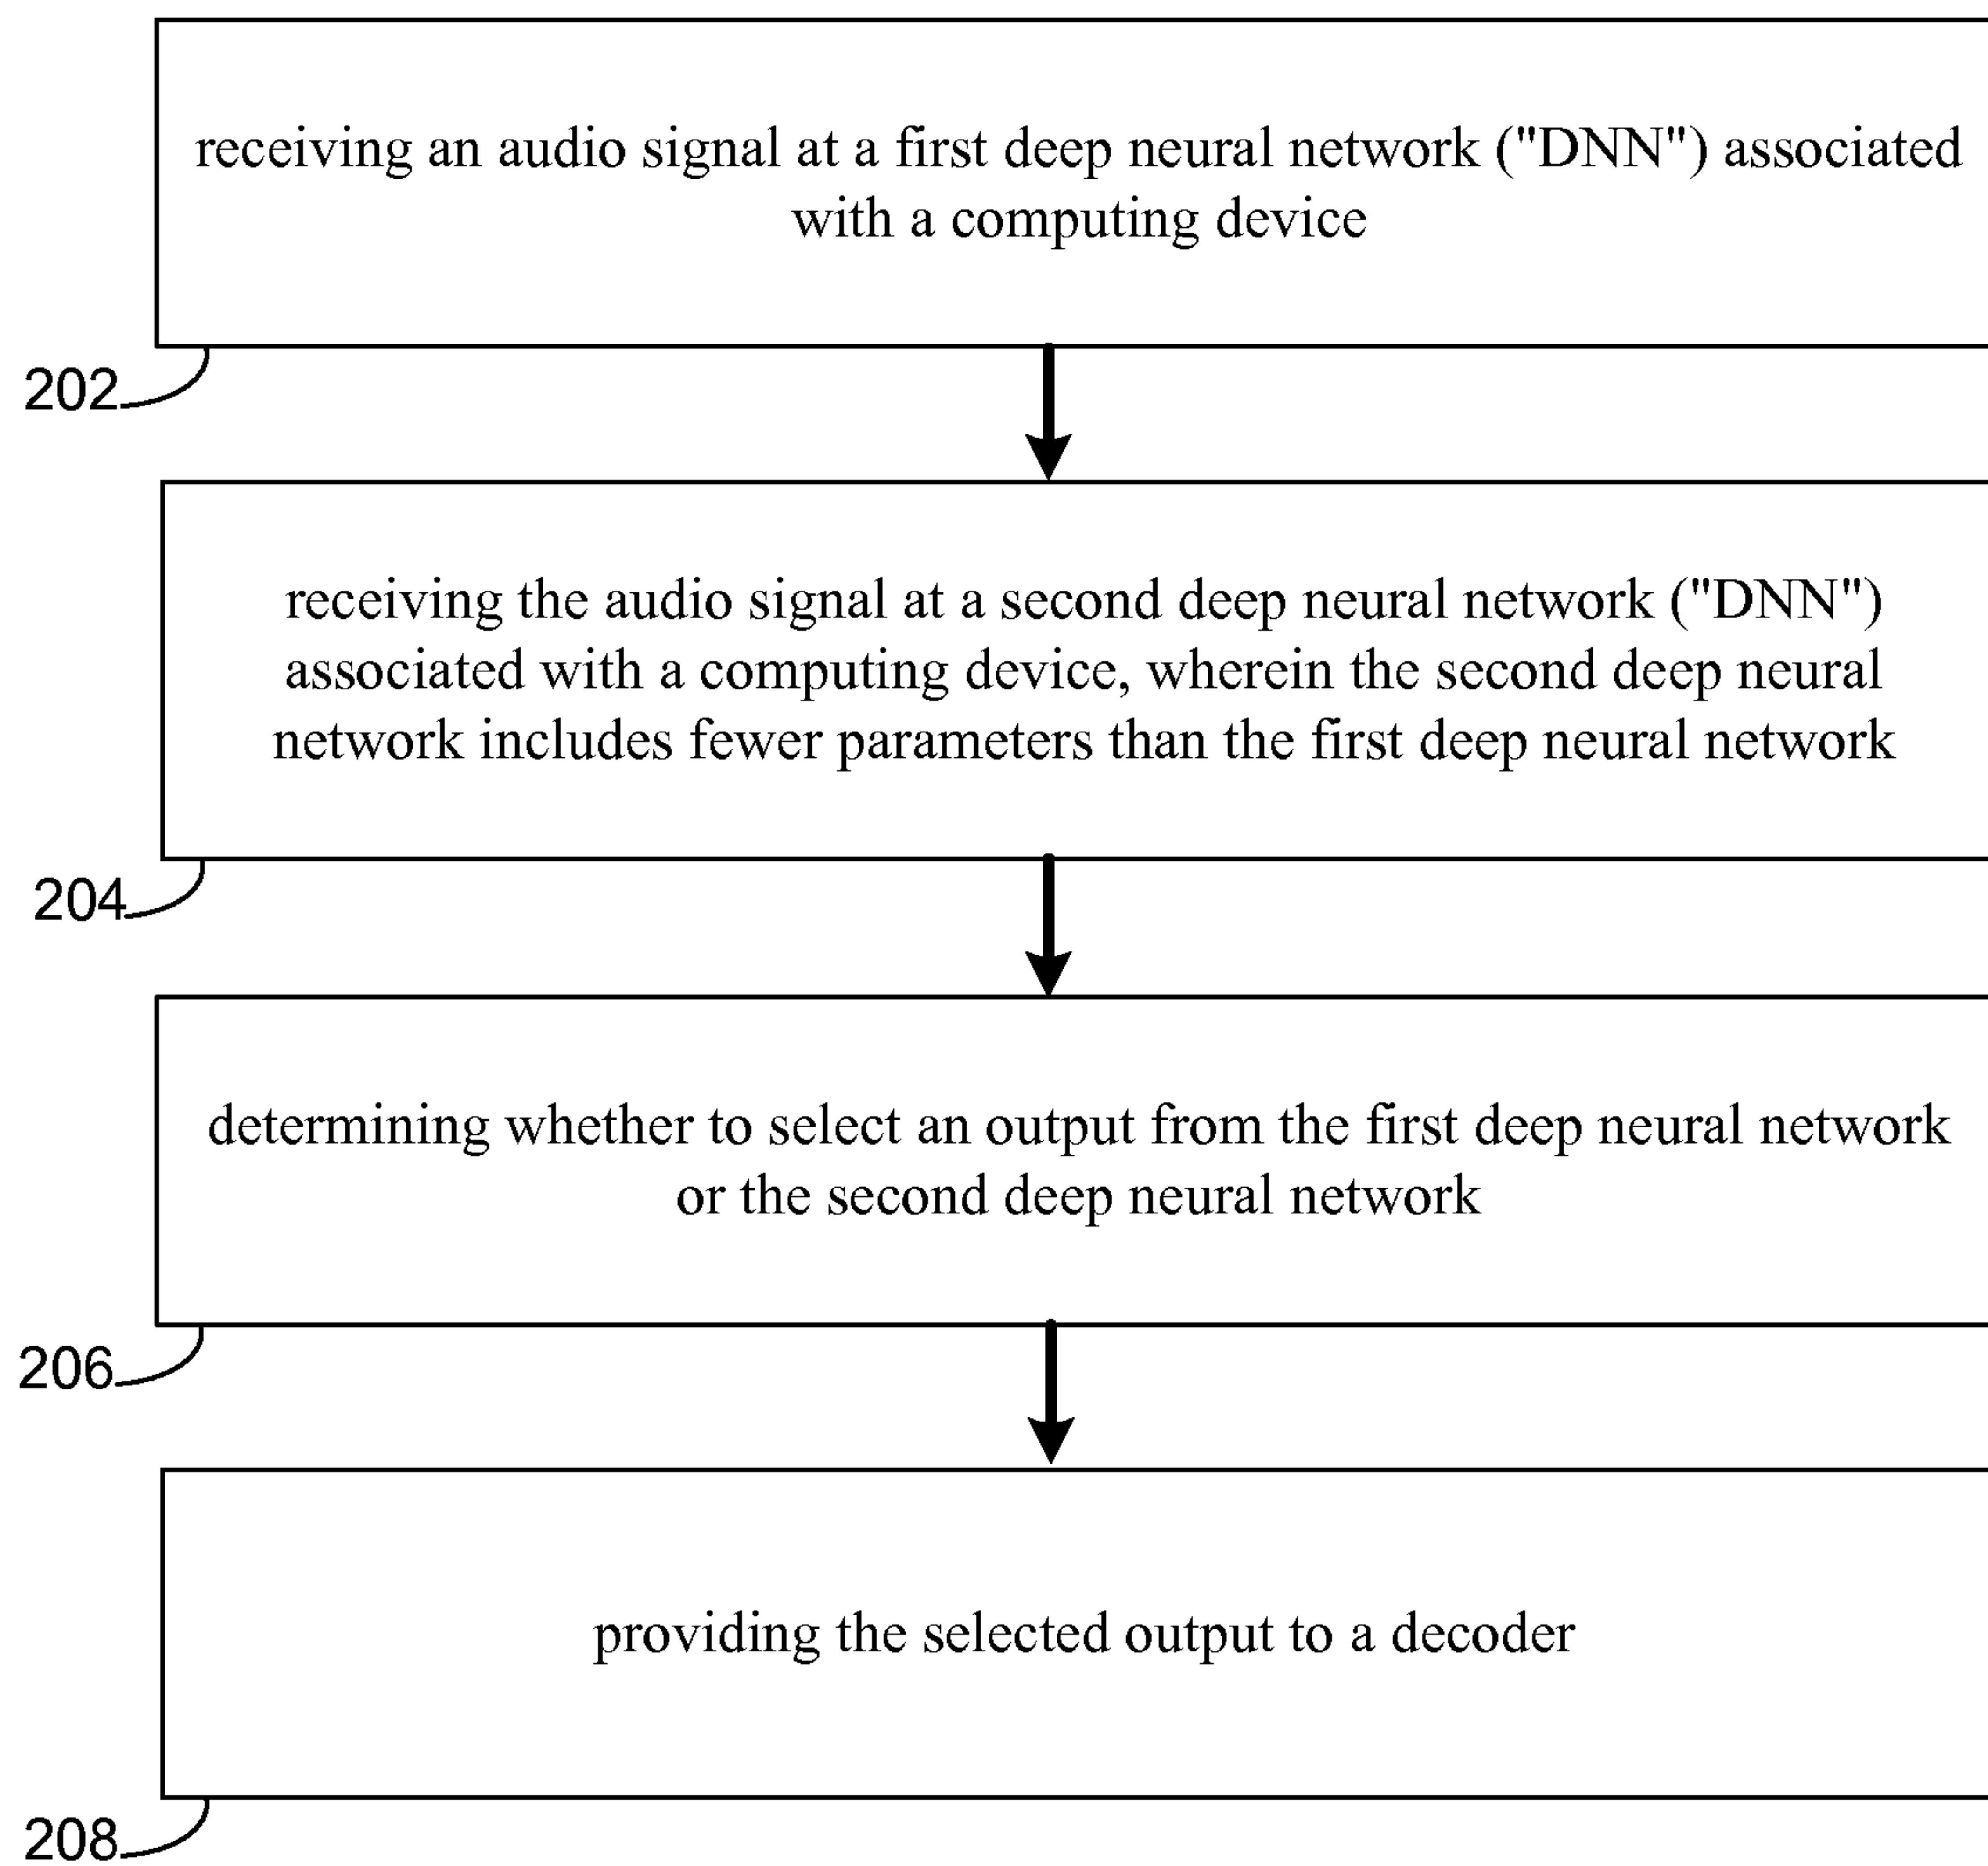 receiving an audio signal at a first deep neural network ("DNN") associated
with a computing device
202
receiving the audio signal at a second deep neural network ("DNN")
associated with a computing device, wherein the second deep neural
network includes fewer parameters than the first deep neural network
204
determining whether to select an output from the first deep neural network
or the second deep neural network
206
providing the selected output to a decoder
208